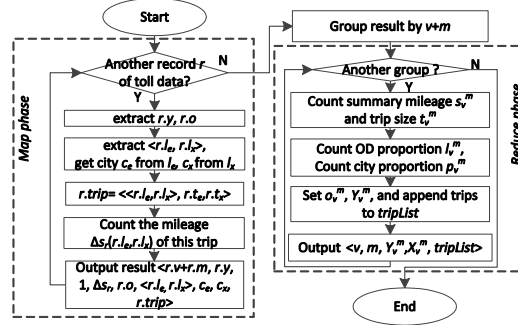 Start
Map phase
Another record r
of toll data?
N
Y
extract r.y, r.o
extract <r.lₑ, r.lₓ>,
get city cₑ from lₑ, cₓ from lₓ
r.trip= <<r.lₑ,r.lₓ>, r.tₑ,r.tₓ>
Count the mileage
Δsᵣ(r.lₑ,r.lₓ) of this trip
Output result <r.v+r.m, r.y,
1, Δsᵣ, r.o, <r.lₑ, r.lₓ>, cₑ, cₓ,
r.trip>
Group result by v+m
Reduce phase
Another group ?
N
Y
Count summary mileage sᵥᵐ
and trip size tᵥᵐ
Count OD proportion lᵥᵐ,
Count city proportion pᵥᵐ
Set oᵥᵐ, Yᵥᵐ, and append trips
to tripList
Output <v, m, Yᵥᵐ,Xᵥᵐ, tripList>
End